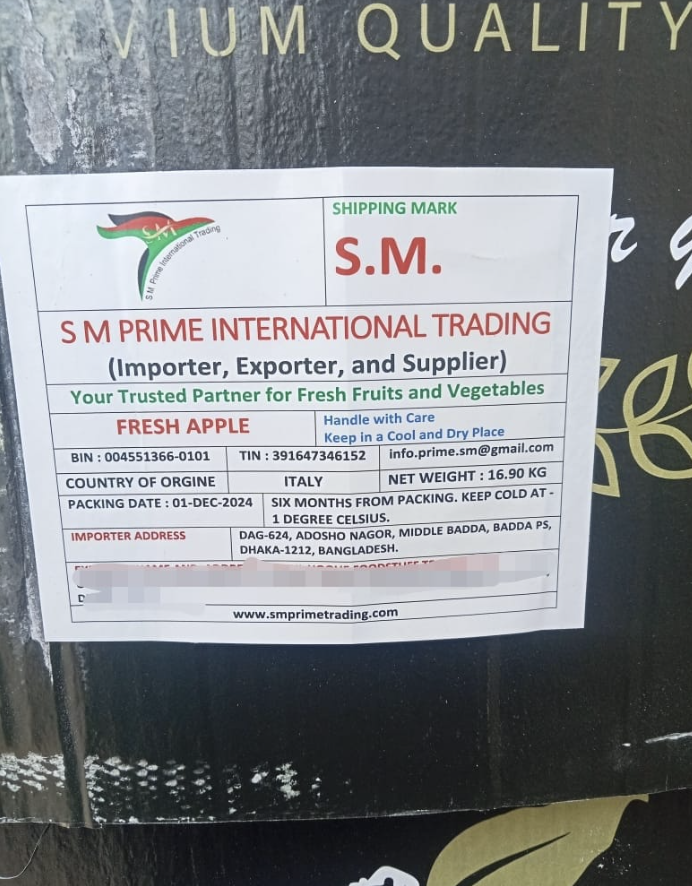 MIUM QUALITY
SHIPPING MARK
S.M.
SM
S M Prime International Trading
S M PRIME INTERNATIONAL TRADING
(Importer, Exporter, and Supplier)
Your Trusted Partner for Fresh Fruits and Vegetables
FRESH APPLE
Handle with Care
Keep in a Cool and Dry Place
BIN : 004551366-0101
TIN : 391647346152
info.prime.sm@gmail.com
COUNTRY OF ORGINE
ITALY
NET WEIGHT : 16.90 KG
PACKING DATE : 01-DEC-2024
SIX MONTHS FROM PACKING. KEEP COLD AT -
1 DEGREE CELSIUS.
IMPORTER ADDRESS
DAG-624, ADOSHO NAGOR, MIDDLE BADDA, BADDA PS,
DHAKA-1212, BANGLADESH.
www.smprimetrading.com